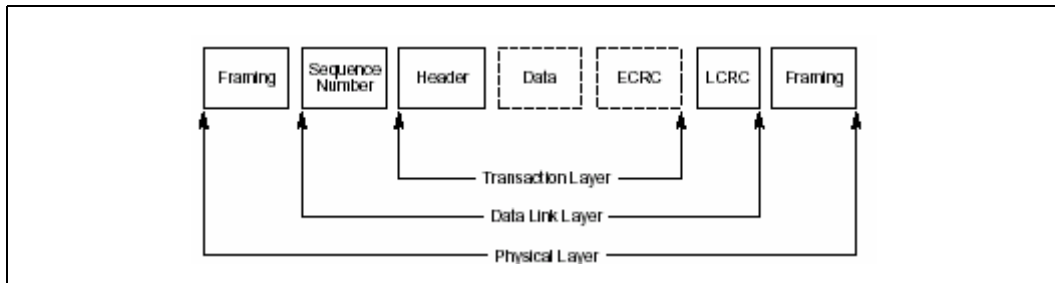 Framing
Sequence
Number
Header
Data
ECRC
LCRC
Framing
Transaction Layer
Data Link Layer
Physical Layer